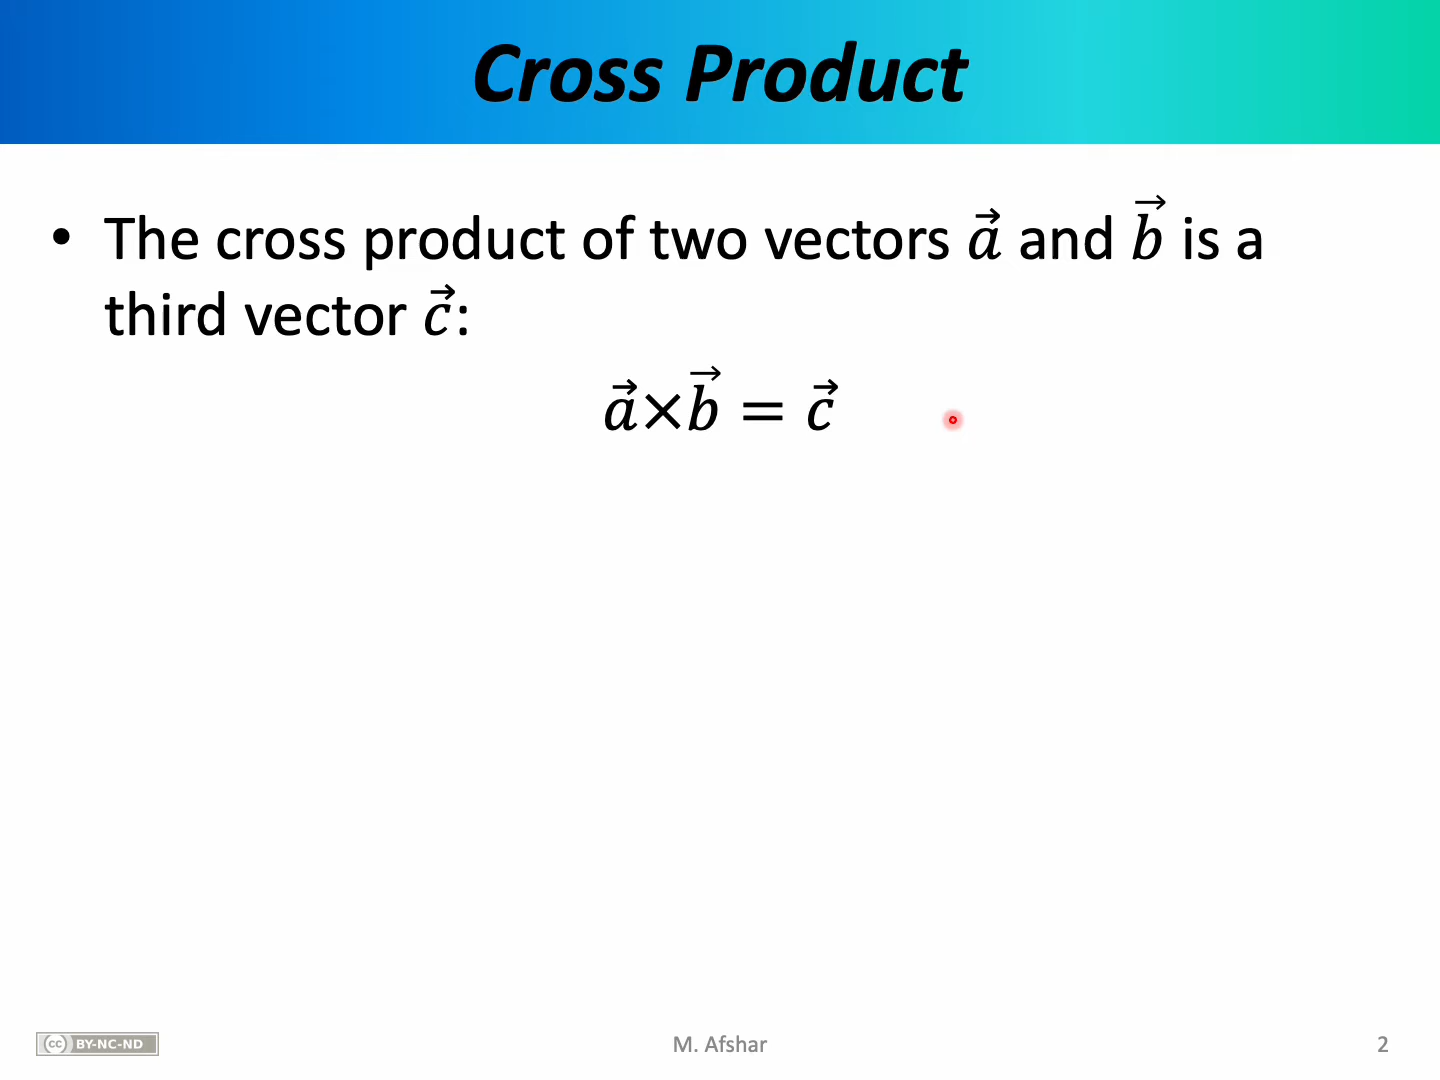 Cross Product
• The cross product of two vectors a⃗ and b⃗ is a
third vector c⃗:
a⃗×b⃗ = c⃗
cc BY-NC-ND
M. Afshar
2